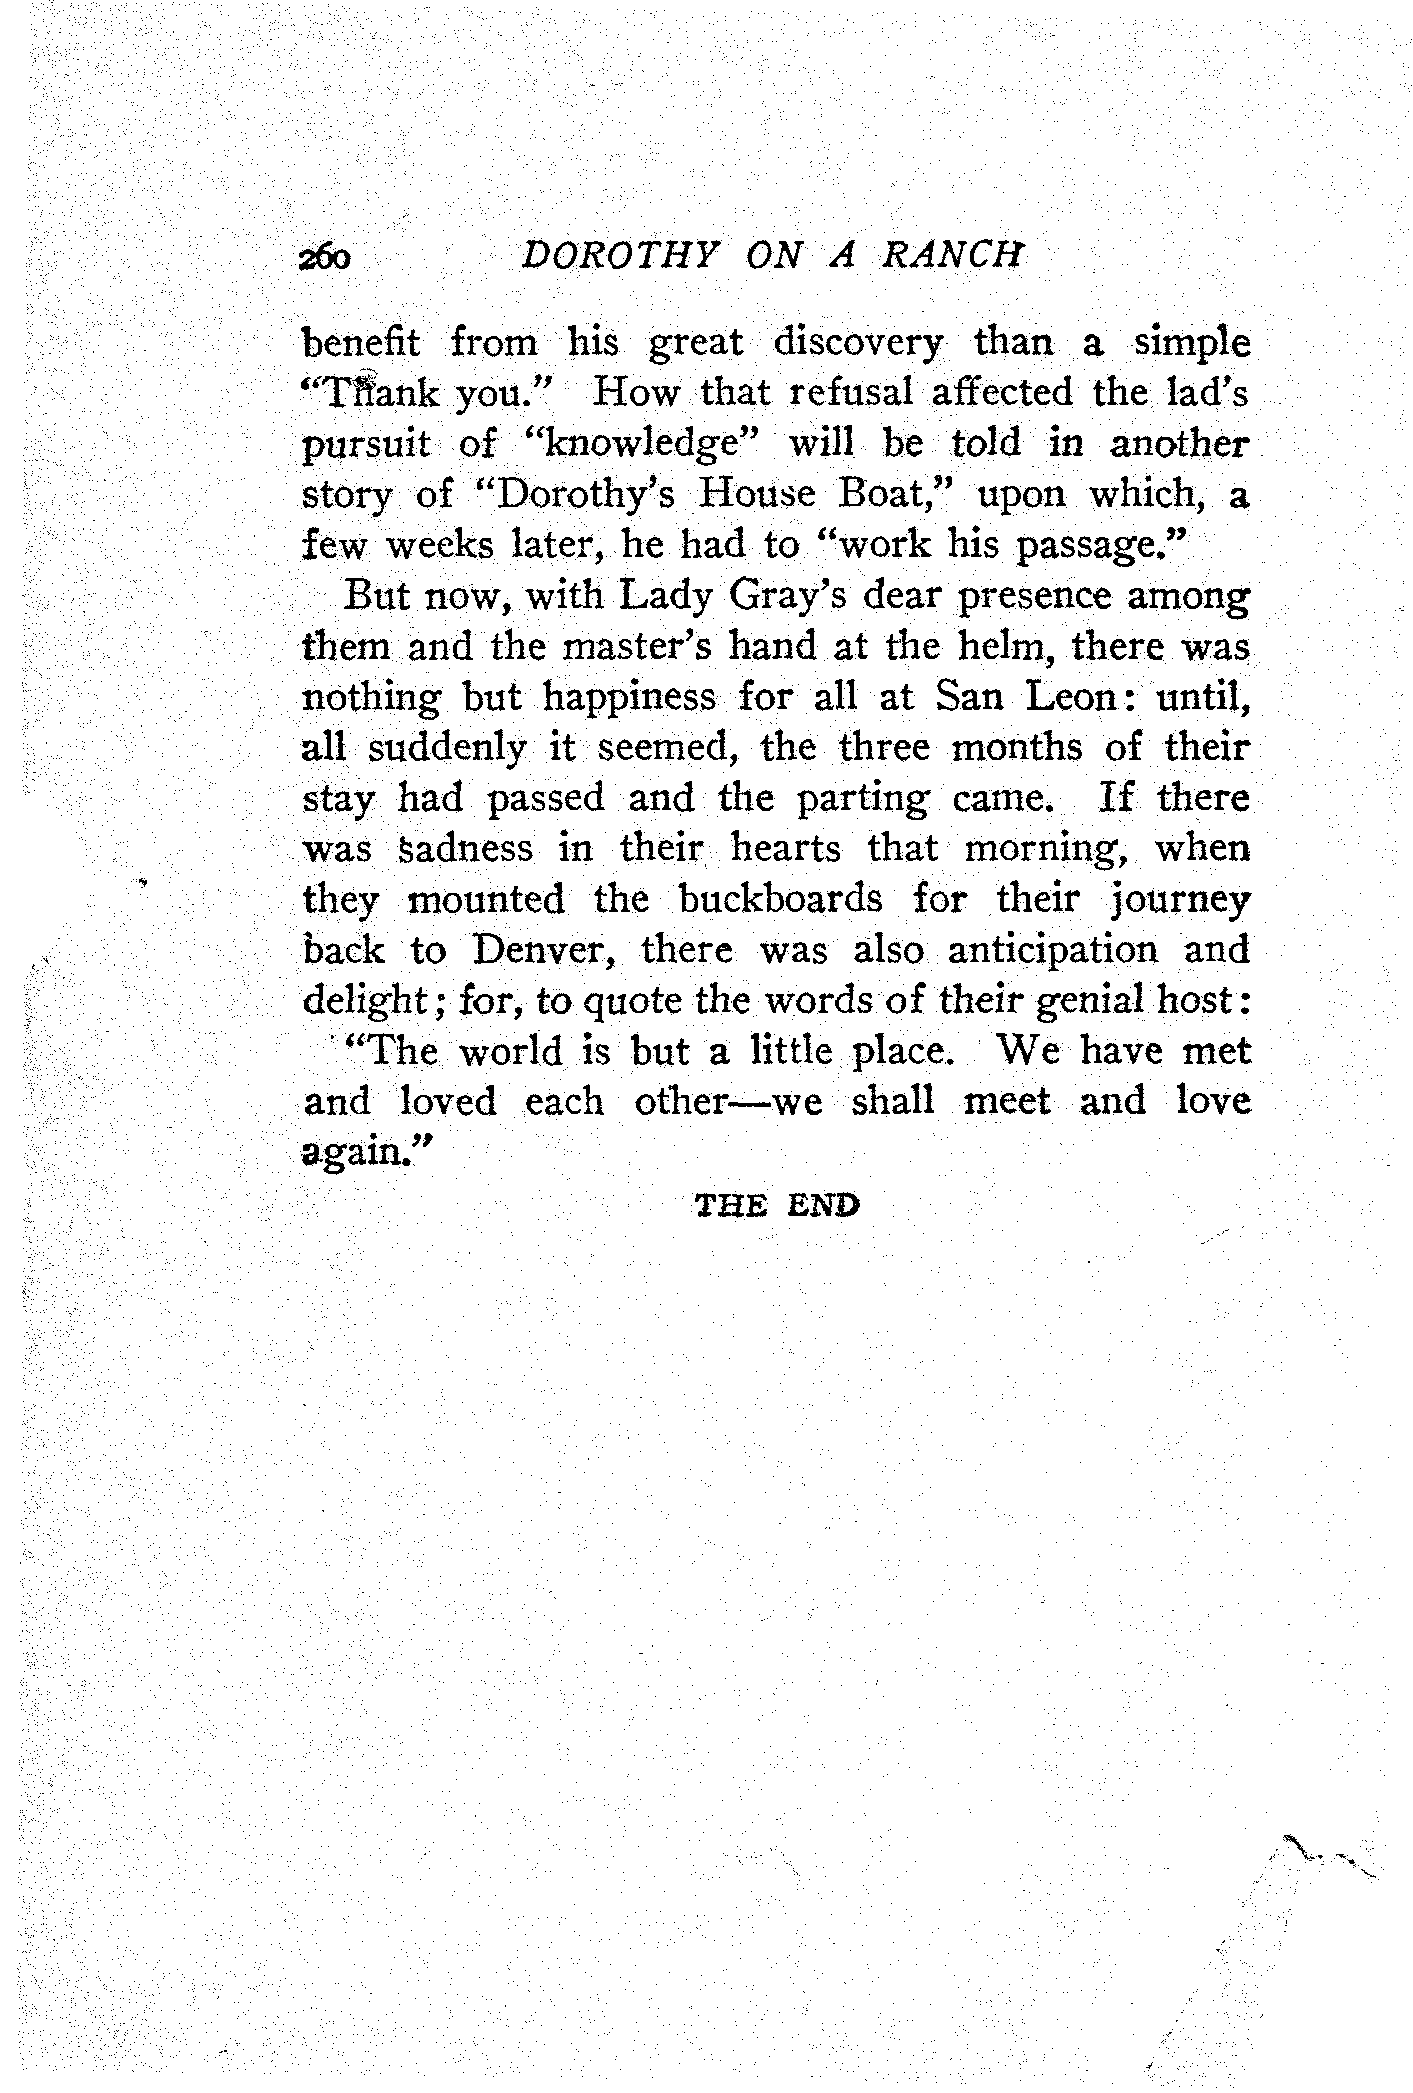 260 DOROTHY ON A RANCH
benefit from his great discovery than a simple
“Thank you.” How that refusal affected the lad’s
pursuit of “knowledge” will be told in another
story of “Dorothy’s House Boat,” upon which, a
few weeks later, he had to “work his passage.”
But now, with Lady Gray’s dear presence among
them and the master’s hand at the helm, there was
nothing but happiness for all at San Leon: until,
all suddenly it seemed, the three months of their
stay had passed and the parting came. If there
was sadness in their hearts that morning, when
they mounted the buckboards for their journey
back to Denver, there was also anticipation and
delight; for, to quote the words of their genial host:
“The world is but a little place. We have met
and loved each other—we shall meet and love
again.”
THE END